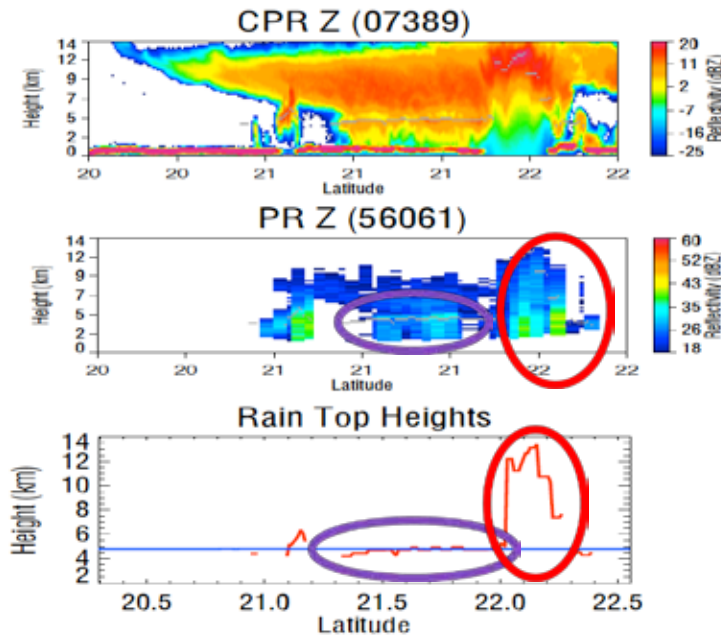 CPR Z (07389)
14
12
9
7
5
2
0
Height (km)
20 20 21 21 21 22 22
Latitude
20
11
2
-7
-16
-25
Reflectivity (dBZ)
PR Z (56061)
14
12
9
7
5
2
0
Height (km)
20 20 21 21 21 22 22
Latitude
60
52
43
35
26
18
Reflectivity (dBZ)
Rain Top Heights
14
12
10
8
6
4
2
Height (km)
20.5 21.0 21.5 22.0 22.5
Latitude